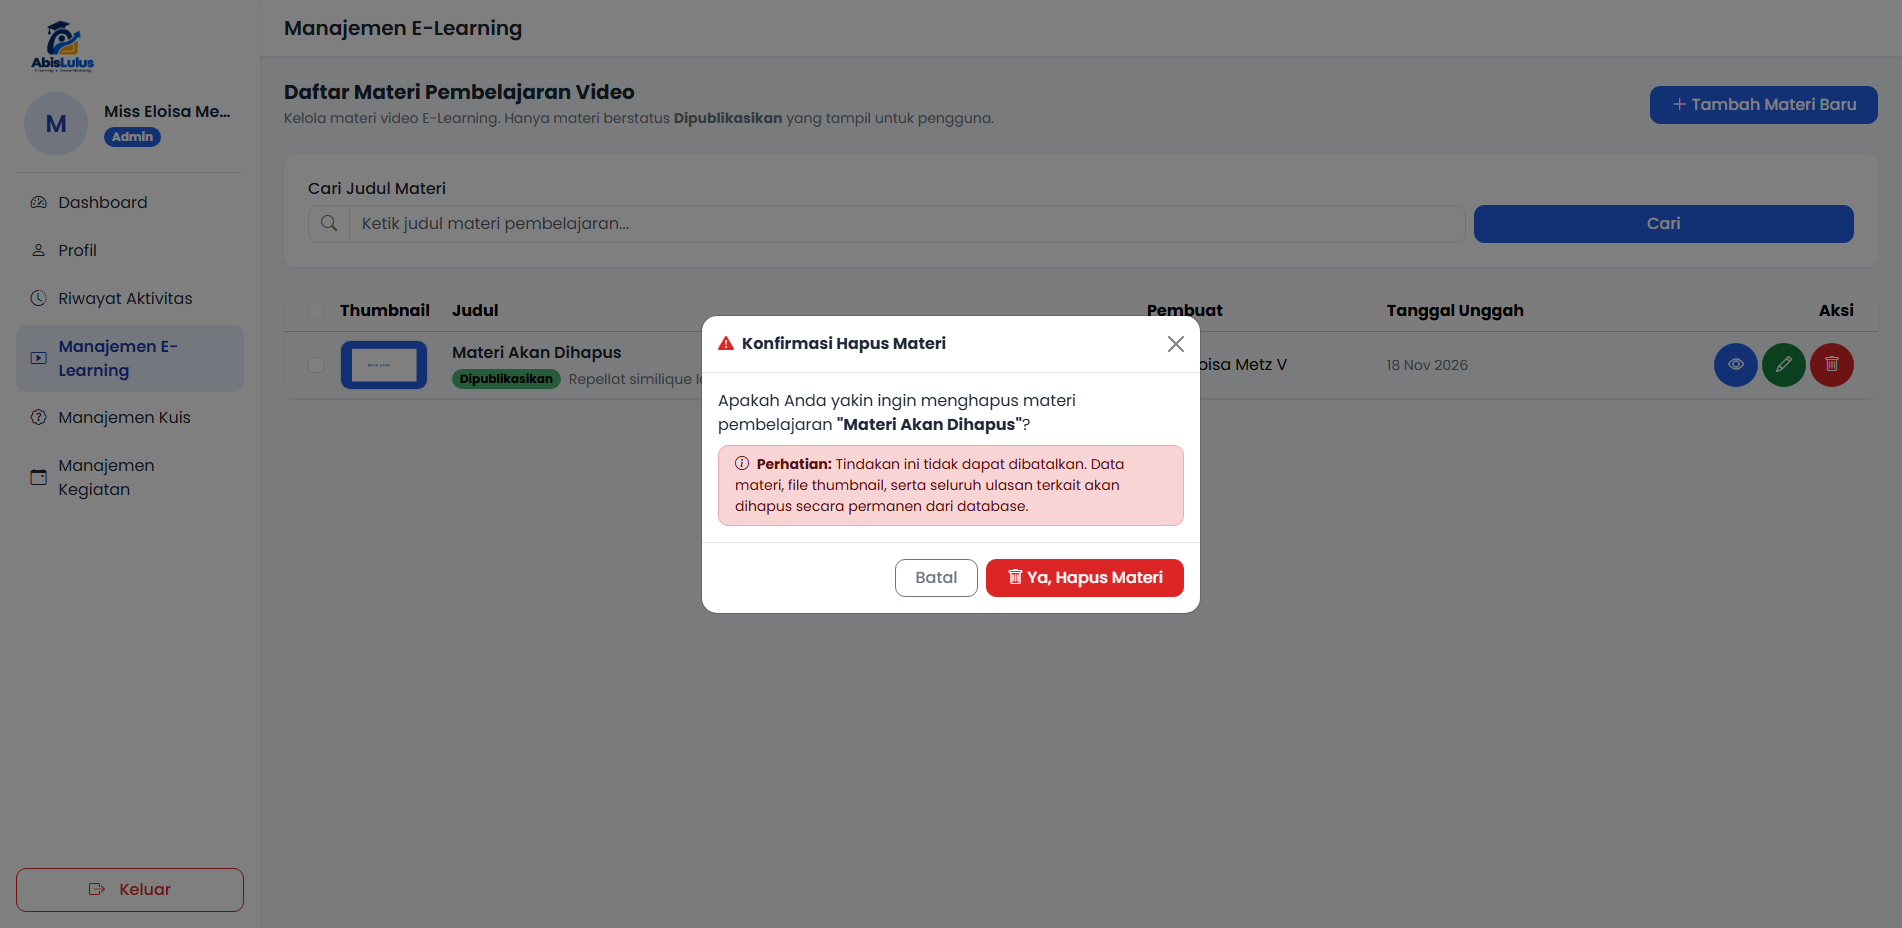 AbisLulus
M
Miss Eloisa Me...
Admin
Dashboard
Profil
Riwayat Aktivitas
Manajemen E-
Learning
Manajemen Kuis
Manajemen
Kegiatan
Keluar
Manajemen E-Learning
Daftar Materi Pembelajaran Video
Kelola materi video E-Learning. Hanya materi berstatus Dipublikasikan yang tampil untuk pengguna.
+ Tambah Materi Baru
Cari Judul Materi
Ketik judul materi pembelajaran...
Cari
Thumbnail Judul Pembuat Tanggal Unggah Aksi
Materi Akan Dihapus
Dipublikasikan Repellat similique
oisa Metz V
18 Nov 2026
Konfirmasi Hapus Materi
Apakah Anda yakin ingin menghapus materi
pembelajaran "Materi Akan Dihapus"?
Perhatian: Tindakan ini tidak dapat dibatalkan. Data
materi, file thumbnail, serta seluruh ulasan terkait akan
dihapus secara permanen dari database.
Batal
Ya, Hapus Materi